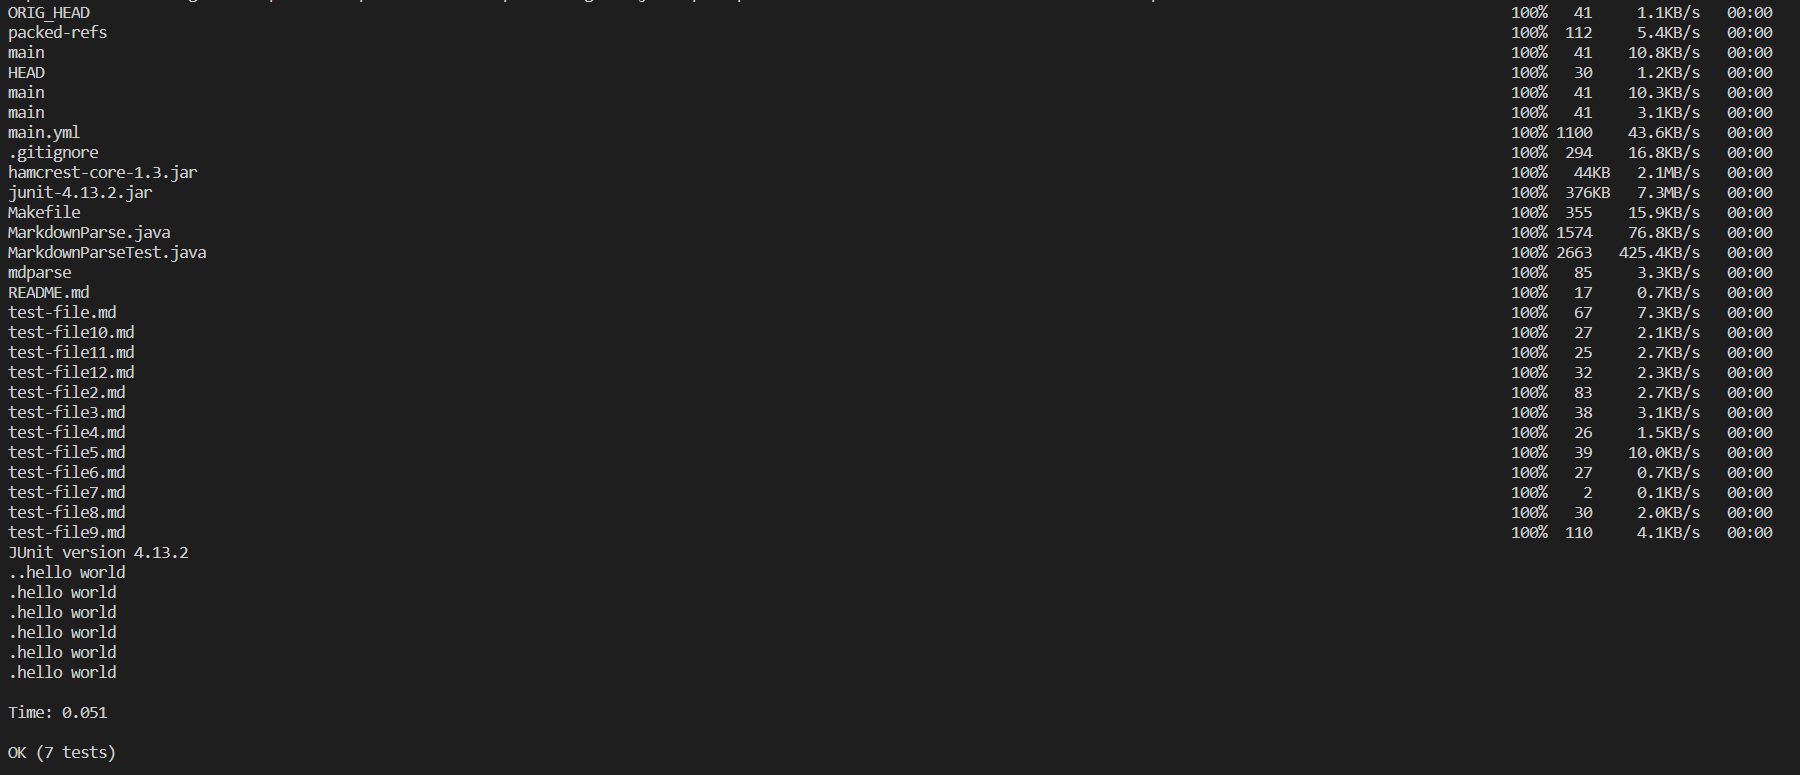 ORIG_HEAD 100% 41 1.1KB/s 00:00
packed-refs 100% 112 5.4KB/s 00:00
main 100% 41 10.8KB/s 00:00
HEAD 100% 30 1.2KB/s 00:00
main 100% 41 10.3KB/s 00:00
main 100% 41 3.1KB/s 00:00
main.yml 100% 1100 43.6KB/s 00:00
.gitignore 100% 294 16.8KB/s 00:00
hamcrest-core-1.3.jar 100% 44KB 2.1MB/s 00:00
junit-4.13.2.jar 100% 376KB 7.3MB/s 00:00
Makefile 100% 355 15.9KB/s 00:00
MarkdownParse.java 100% 1574 76.8KB/s 00:00
MarkdownParseTest.java 100% 2663 425.4KB/s 00:00
mdparse 100% 85 3.3KB/s 00:00
README.md 100% 17 0.7KB/s 00:00
test-file.md 100% 67 7.3KB/s 00:00
test-file10.md 100% 27 2.1KB/s 00:00
test-file11.md 100% 25 2.7KB/s 00:00
test-file12.md 100% 32 2.3KB/s 00:00
test-file2.md 100% 83 2.7KB/s 00:00
test-file3.md 100% 38 3.1KB/s 00:00
test-file4.md 100% 26 1.5KB/s 00:00
test-file5.md 100% 39 10.0KB/s 00:00
test-file6.md 100% 27 0.7KB/s 00:00
test-file7.md 100% 2 0.1KB/s 00:00
test-file8.md 100% 30 2.0KB/s 00:00
test-file9.md 100% 110 4.1KB/s 00:00
JUnit version 4.13.2
..hello world
.hello world
.hello world
.hello world
.hello world
.hello world
Time: 0.051
OK (7 tests)